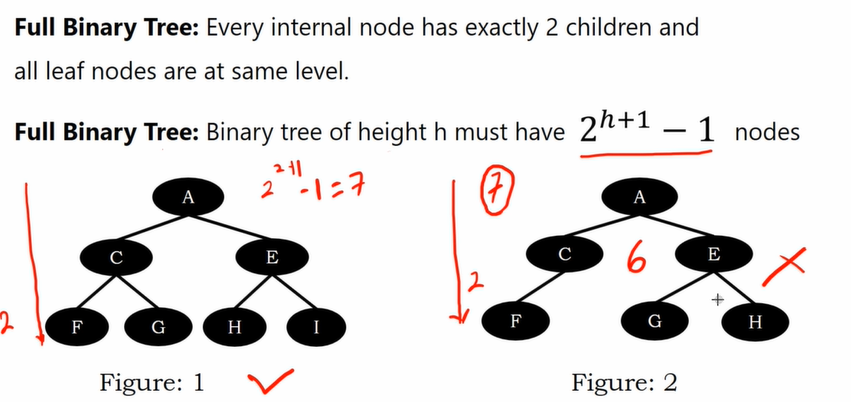 Full Binary Tree: Every internal node has exactly 2 children and
all leaf nodes are at same level.
Full Binary Tree: Binary tree of height h must have 2^{h+1} − 1 nodes
2^{2+1} - 1 = 7
7
A
A
C
E
C
6
E
2
2
F
G
H
I
F
G
H
Figure: 1
Figure: 2